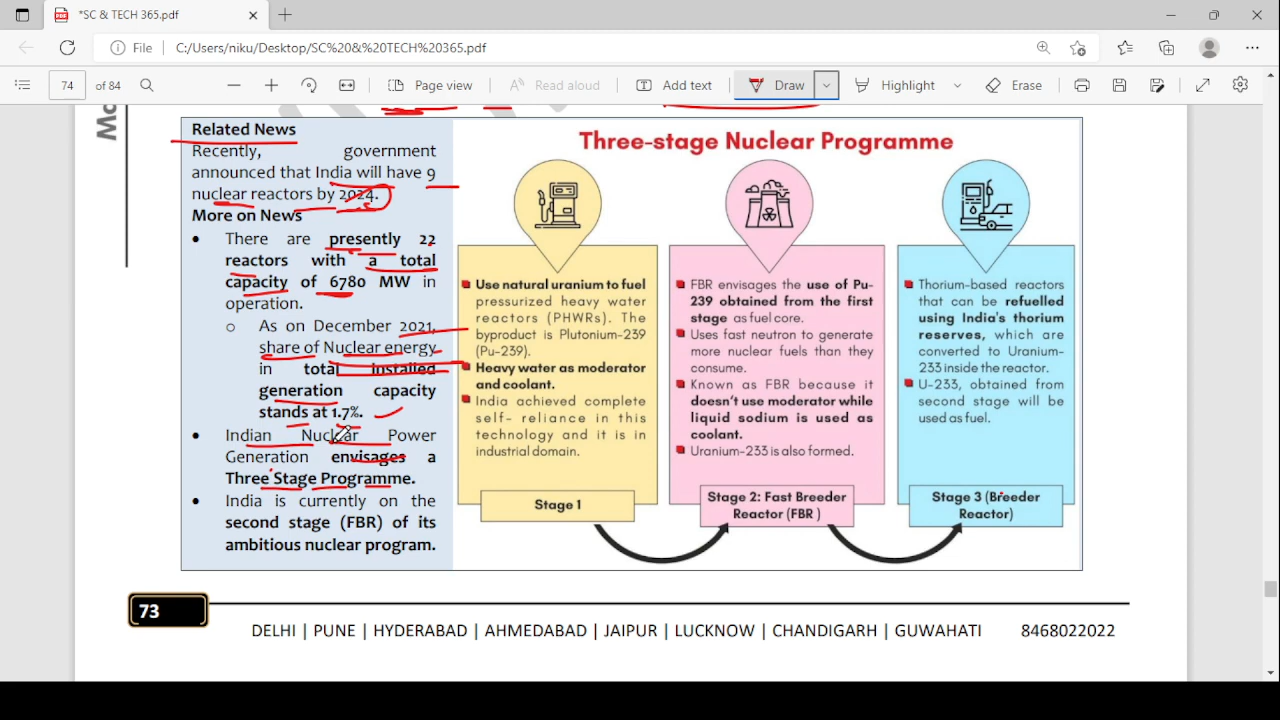 *SC & TECH 365.pdf
File
C:/Users/niku/Desktop/SC%20&%20TECH%20365.pdf
74 of 84
Page view
Read aloud
Add text
Draw
Highlight
Erase
Related News
Recently, government
announced that India will have 9
nuclear reactors by 2024.
More on News
There are presently 22
reactors with a total
capacity of 6780 MW in
operation.
As on December 2021,
share of Nuclear energy
in total installed
generation capacity
stands at 1.7%.
Indian Nuclear Power
Generation envisages a
Three Stage Programme.
India is currently on the
second stage (FBR) of its
ambitious nuclear program.
Three-stage Nuclear Programme
Use natural uranium to fuel
pressurized heavy water
reactors (PHWRs). The
byproduct is Plutonium-239
(Pu-239).
Heavy water as moderator
and coolant.
India achieved complete
self- reliance in this
technology and it is in
industrial domain.
Stage 1
FBR envisages the use of Pu-
239 obtained from the first
stage as fuel core.
Uses fast neutron to generate
more nuclear fuels than they
consume.
Known as FBR because it
doesn't use moderator while
liquid sodium is used as
coolant.
Uranium-233 is also formed.
Stage 2: Fast Breeder
Reactor (FBR )
Thorium-based reactors
that can be refuelled
using India's thorium
reserves, which are
converted to Uranium-
233 inside the reactor.
U-233, obtained from
second stage will be
used as fuel.
Stage 3 (Breeder
Reactor)
73
DELHI | PUNE | HYDERABAD | AHMEDABAD | JAIPUR | LUCKNOW | CHANDIGARH | GUWAHATI 8468022022